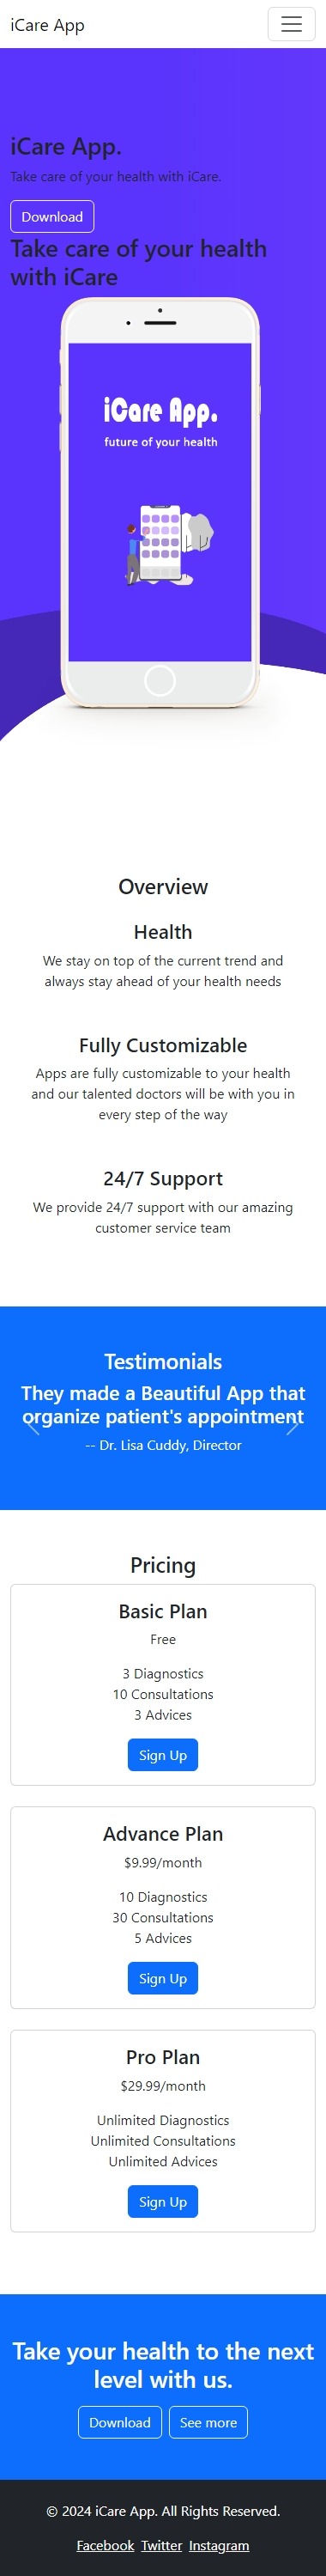 iCare App
iCare App.
Take care of your health with iCare.
Download
Take care of your health
with iCare
iCare App.
future of your health
Overview
Health
We stay on top of the current trend and
always stay ahead of your health needs
Fully Customizable
Apps are fully customizable to your health
and our talented doctors will be with you in
every step of the way
24/7 Support
We provide 24/7 support with our amazing
customer service team
Testimonials
They made a Beautiful App that
organize patient's appointment
-- Dr. Lisa Cuddy, Director
Pricing
Basic Plan
Free
3 Diagnostics
10 Consultations
3 Advices
Sign Up
Advance Plan
$9.99/month
10 Diagnostics
30 Consultations
5 Advices
Sign Up
Pro Plan
$29.99/month
Unlimited Diagnostics
Unlimited Consultations
Unlimited Advices
Sign Up
Take your health to the next
level with us.
Download See more
© 2024 iCare App. All Rights Reserved.
Facebook Twitter Instagram